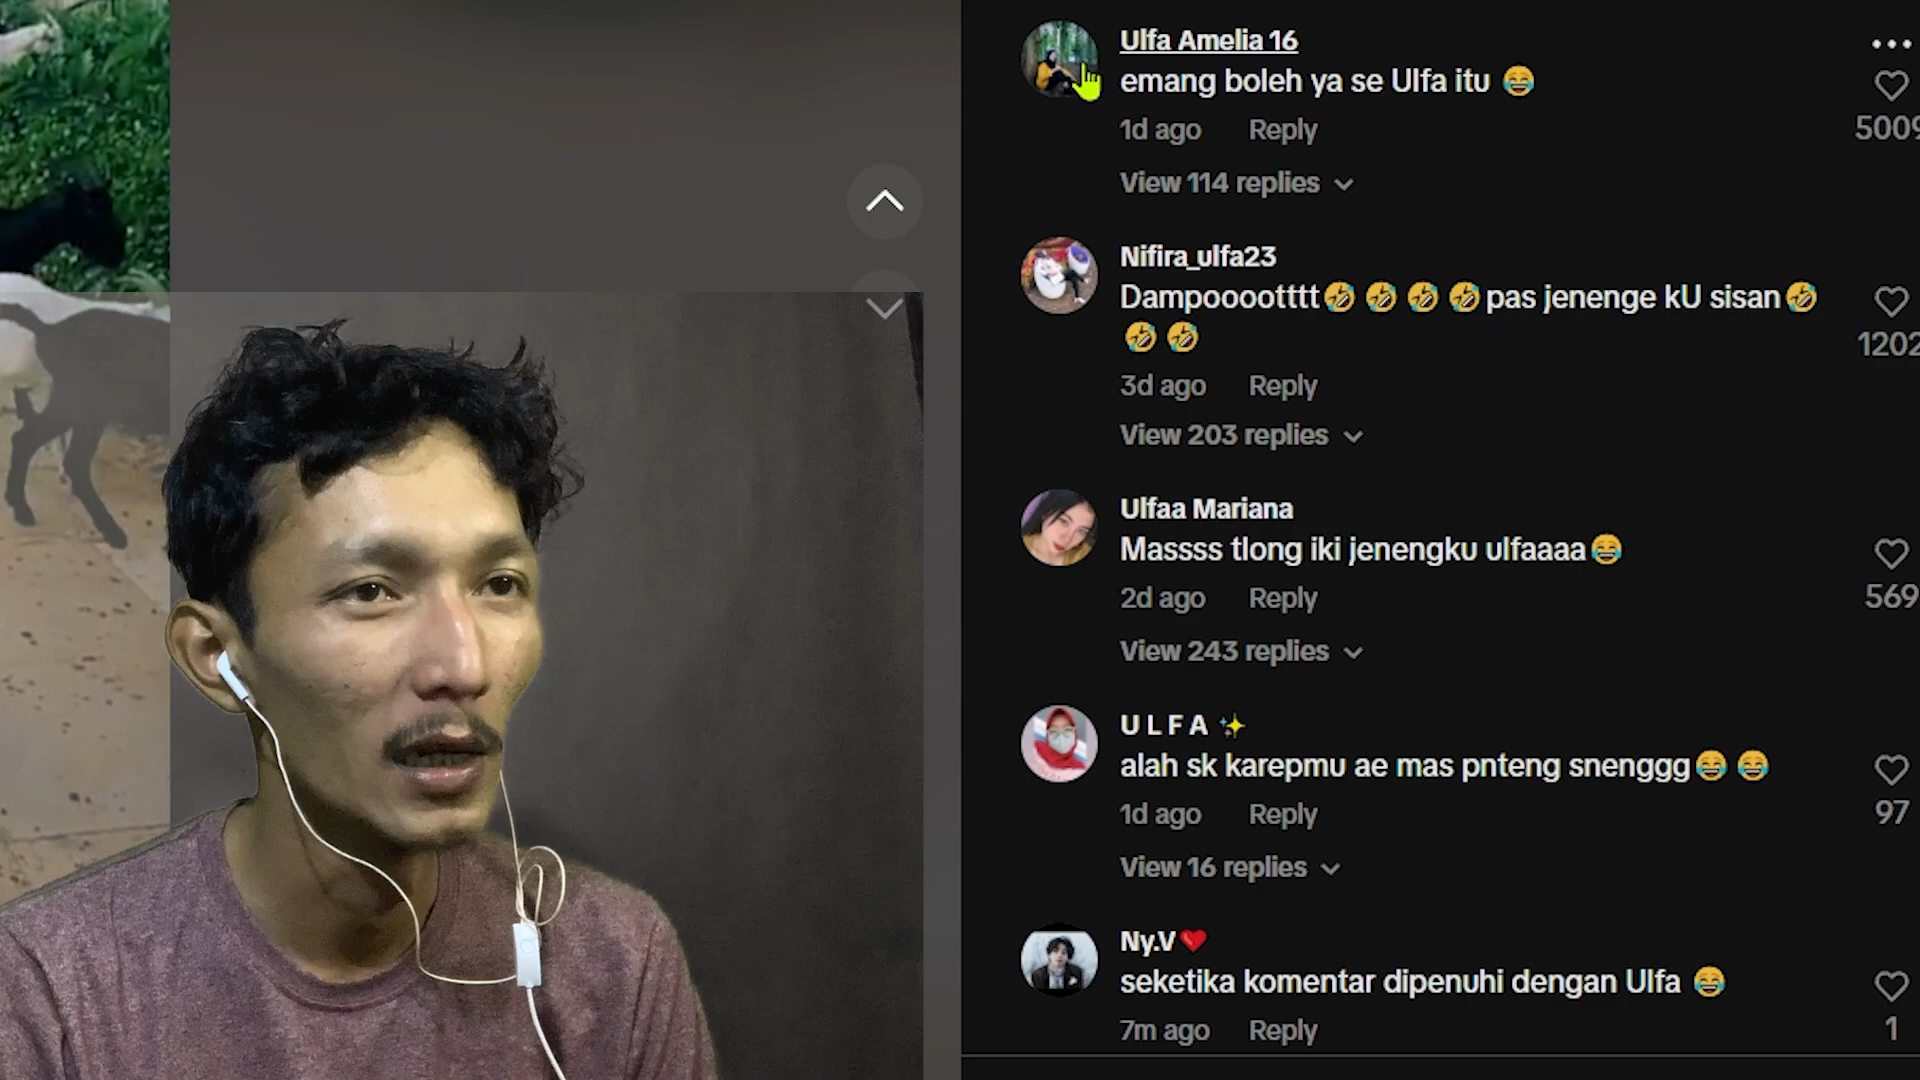 Ulfa Amelia 16
emang boleh ya se Ulfa itu 😂
1d ago Reply
5009
View 114 replies
Nifira_ulfa23
Dampooootttt🤣🤣🤣🤣pas jenenge kU sisan🤣
🤣🤣
1202
3d ago Reply
View 203 replies
Ulfaa Mariana
Massss tlong iki jenengku ulfaaaa😂
2d ago Reply
569
View 243 replies
U L F A ✨
alah sk karepmu ae mas pnteng snenggg😂😂
1d ago Reply
97
View 16 replies
Ny.V❤️
seketika komentar dipenuhi dengan Ulfa 😂
7m ago Reply
1